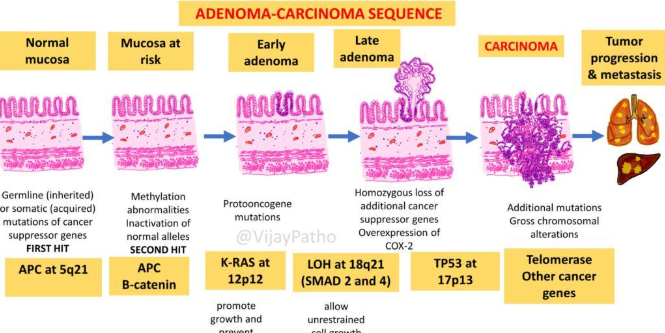 ADENOMA-CARCINOMA SEQUENCE
Normal
mucosa
Mucosa at
risk
Early
adenoma
Late
adenoma
CARCINOMA
Tumor
progression
& metastasis
Germline (inherited)
or somatic (acquired)
mutations of cancer
suppressor genes
FIRST HIT
Methylation
abnormalities
Inactivation of
normal alleles
SECOND HIT
Protooncogene
mutations
@VijayPatho
Homozygous loss of
additional cancer
suppressor genes
Overexpression of
COX-2
Additional mutations
Gross chromosomal
alterations
APC at 5q21
APC
B-catenin
K-RAS at
12p12
LOH at 18q21
(SMAD 2 and 4)
TP53 at
17p13
Telomerase
Other cancer
genes
promote
growth and
prevent
allow
unrestrained
cell growth